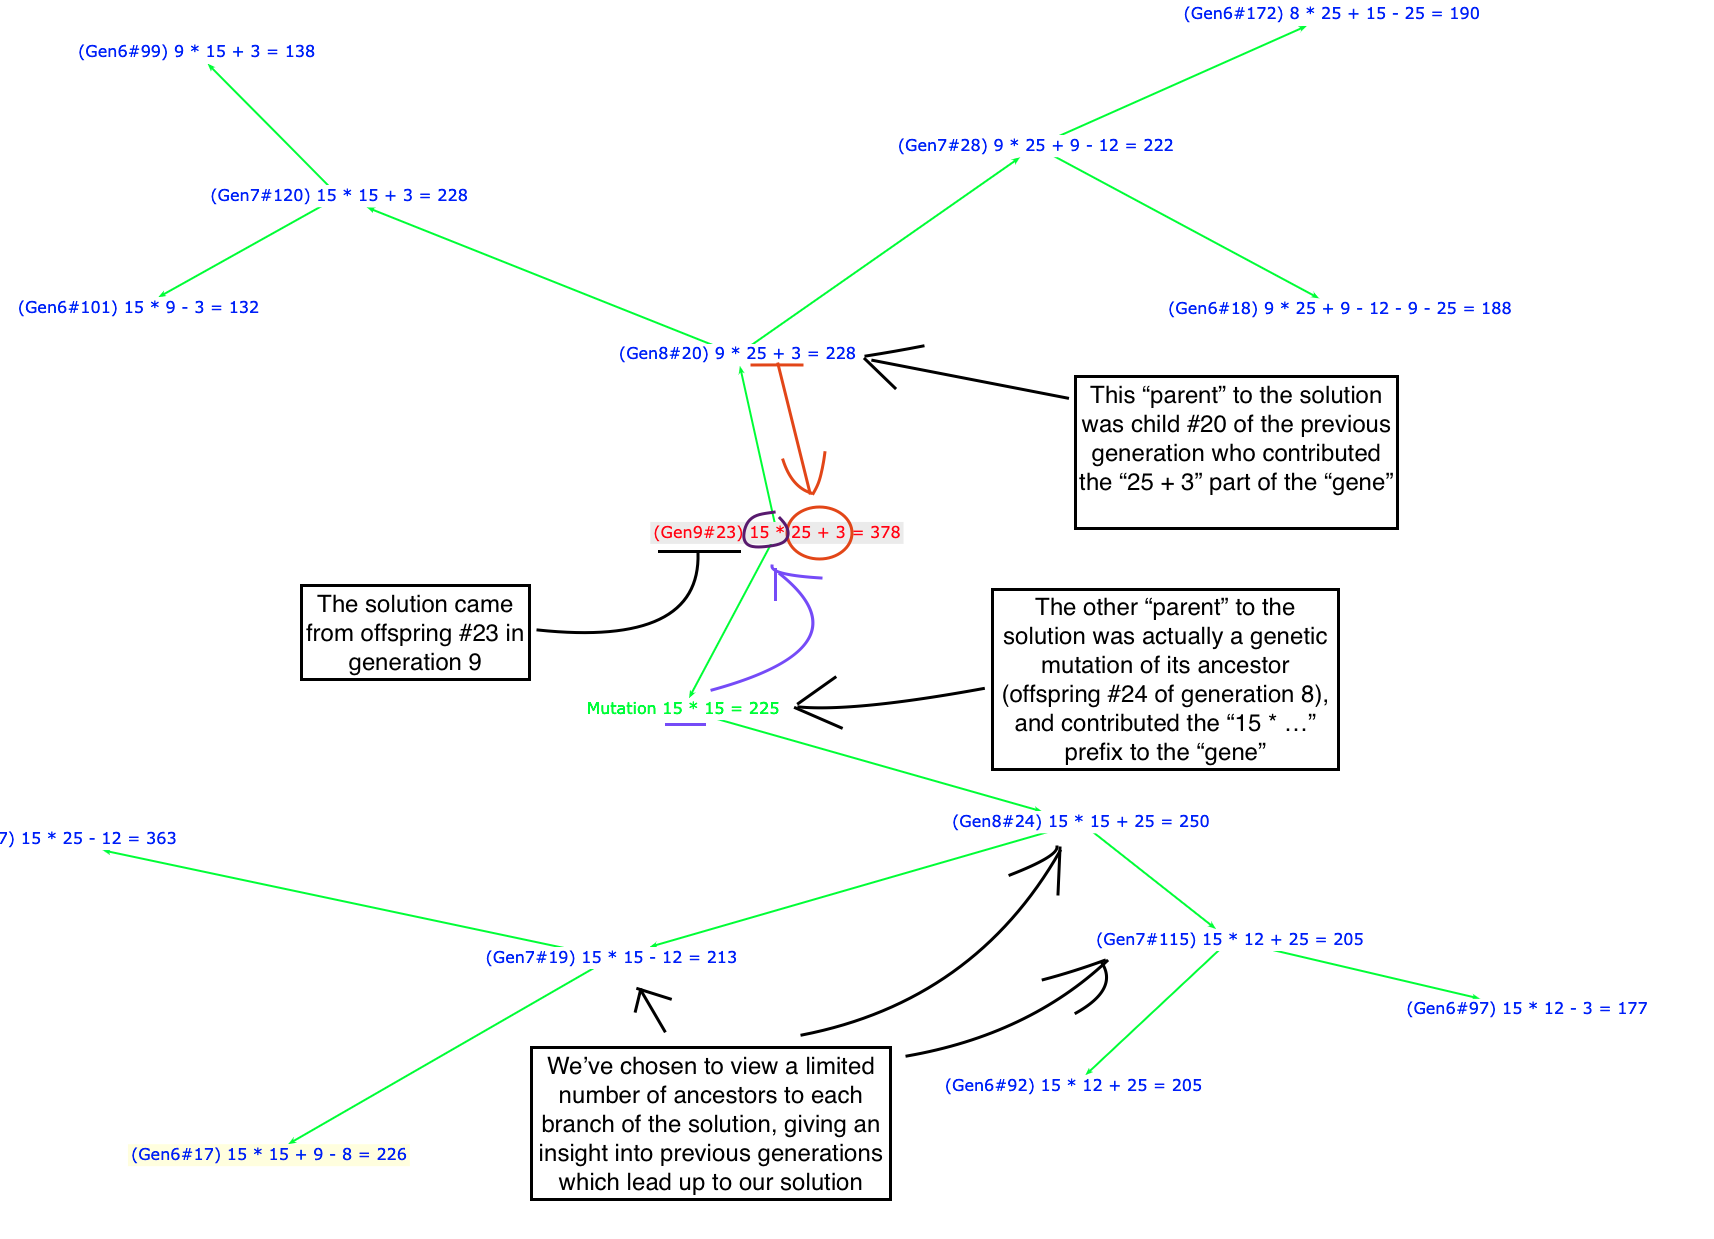 (Gen6#172) 8 * 25 + 15 - 25 = 190
(Gen6#99) 9 * 15 + 3 = 138
(Gen7#28) 9 * 25 + 9 - 12 = 222
(Gen7#120) 15 * 15 + 3 = 228
(Gen6#101) 15 * 9 - 3 = 132
(Gen6#18) 9 * 25 + 9 - 12 - 9 - 25 = 188
(Gen8#20) 9 * 25 + 3 = 228
This “parent” to the solution
was child #20 of the previous
generation who contributed
the “25 + 3” part of the “gene”
(Gen9#23) 15 * 25 + 3 = 378
The solution came
from offspring #23 in
generation 9
The other “parent” to the
solution was actually a genetic
mutation of its ancestor
(offspring #24 of generation 8),
and contributed the “15 * …”
prefix to the “gene”
Mutation 15 * 15 = 225
(Gen8#24) 15 * 15 + 25 = 250
7) 15 * 25 - 12 = 363
(Gen7#115) 15 * 12 + 25 = 205
(Gen7#19) 15 * 15 - 12 = 213
(Gen6#97) 15 * 12 - 3 = 177
(Gen6#92) 15 * 12 + 25 = 205
We’ve chosen to view a limited
number of ancestors to each
branch of the solution, giving an
insight into previous generations
which lead up to our solution
(Gen6#17) 15 * 15 + 9 - 8 = 226